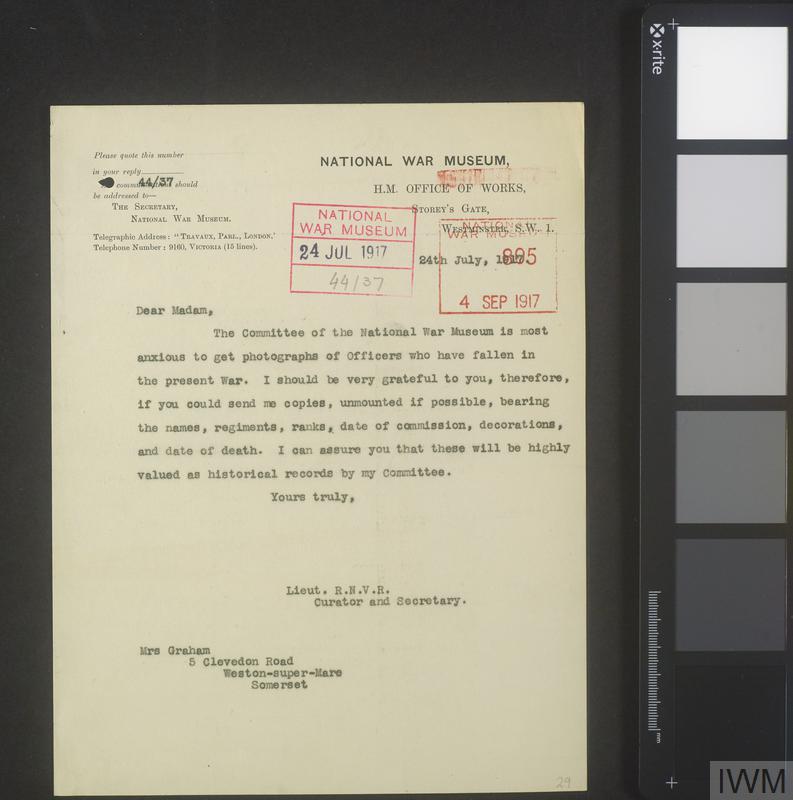 Please quote this number
in your reply
44/37
communications should
be addressed to—
The Secretary,
National War Museum.
Telegraphic Address: "Travaux, Parl., London."
Telephone Number: 9160, Victoria (15 lines).
NATIONAL WAR MUSEUM,
H.M. OFFICE OF WORKS,
Storey's Gate,
Westminster, S.W. 1.
NATIONAL
WAR MUSEUM
24 JUL 1917
44/37
NATIONAL
WAR MUSEUM
805
4 SEP 1917
24th July, 1917.
Dear Madam,
The Committee of the National War Museum is most
anxious to get photographs of Officers who have fallen in
the present War. I should be very grateful to you, therefore,
if you could send me copies, unmounted if possible, bearing
the names, regiments, ranks, date of commission, decorations,
and date of death. I can assure you that these will be highly
valued as historical records by my Committee.
Yours truly,
Lieut. R.N.V.R.
Curator and Secretary.
Mrs Graham
5 Clevedon Road
Weston-super-Mare
Somerset
29
x-rite
mm
IWM